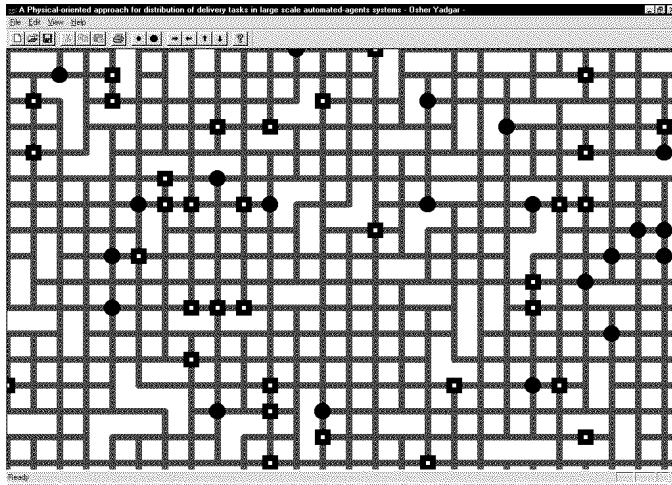 A Physical-oriented approach for distribution of delivery tasks in large scale automated-agents systems - Osher Yadgar -
File Edit View Help
Ready